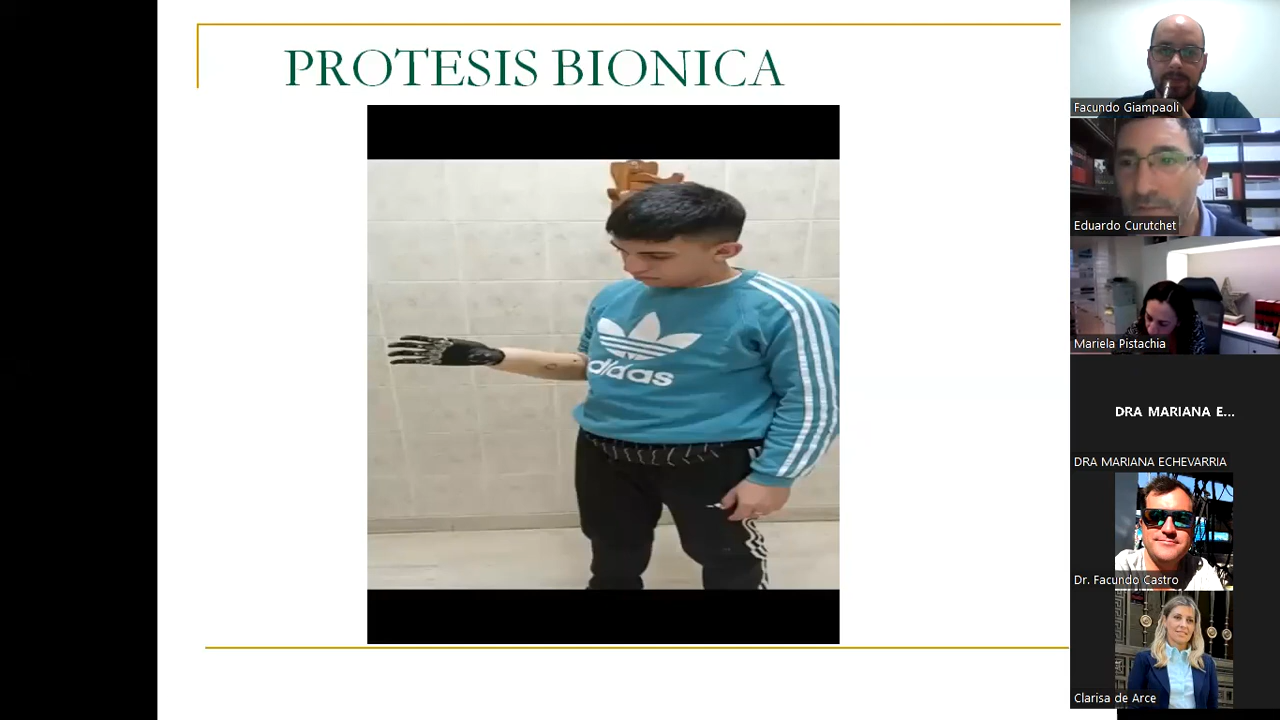 PROTESIS BIONICA
adidas
Facundo Giampaoli
Eduardo Curutchet
Mariela Pistachia
DRA MARIANA E...
DRA MARIANA ECHEVARRIA
Dr. Facundo Castro
Clarisa de Arce